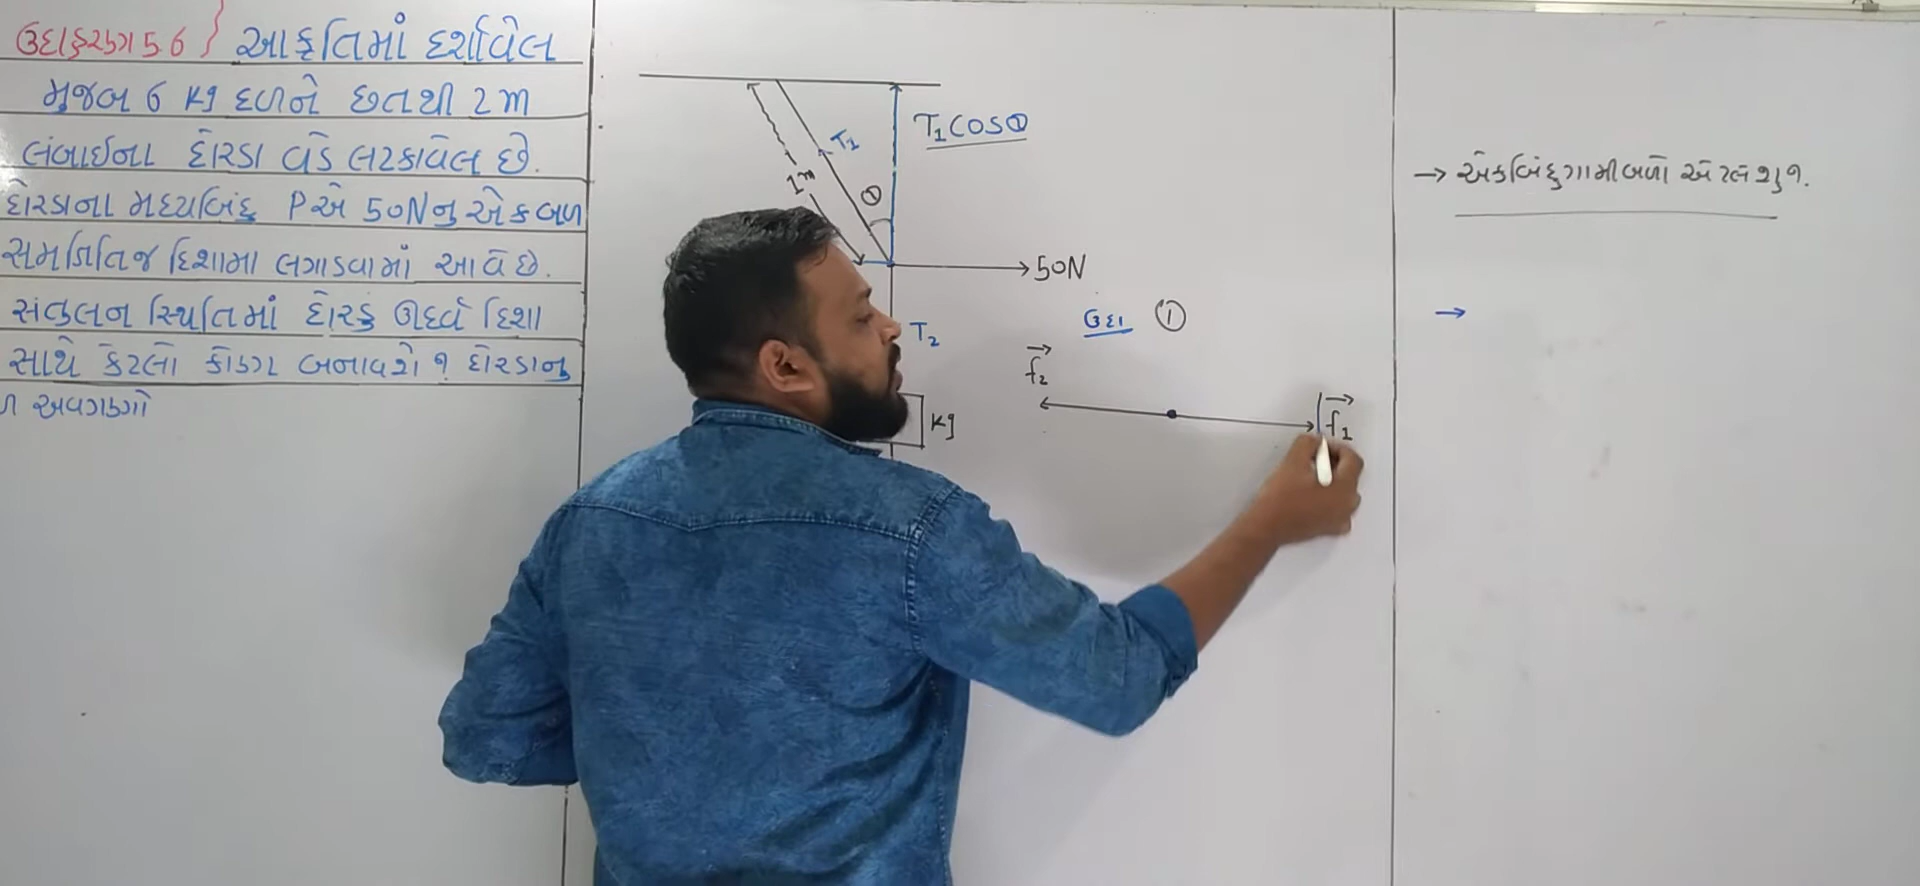 ઉદાહરણ 5.6} આકૃતિમાં દર્શાવેલ
મુજબ 6 kg દળને છતથી 2 m
લંબાઈના દોરડા વડે લટકાવેલ છે.
દોરડાના મધ્યબિંદુ P એ 50N નુ એક બળ
સમક્ષિતિજ દિશામા લગાડવામાં આવે છે.
સંતુલન સ્થિતિમાં દોરડુ ઊર્ધ્વ દિશા
સાથે કેટલો કોણ બનાવશે ? દોરડાનુ
અવગણો
T₁cosθ
T₁
1m
θ
50N
T₂
kg
ઉદા ①
f₂
f₁
→ એકબિંદુગામી બળો એટલે શુ ?.
→